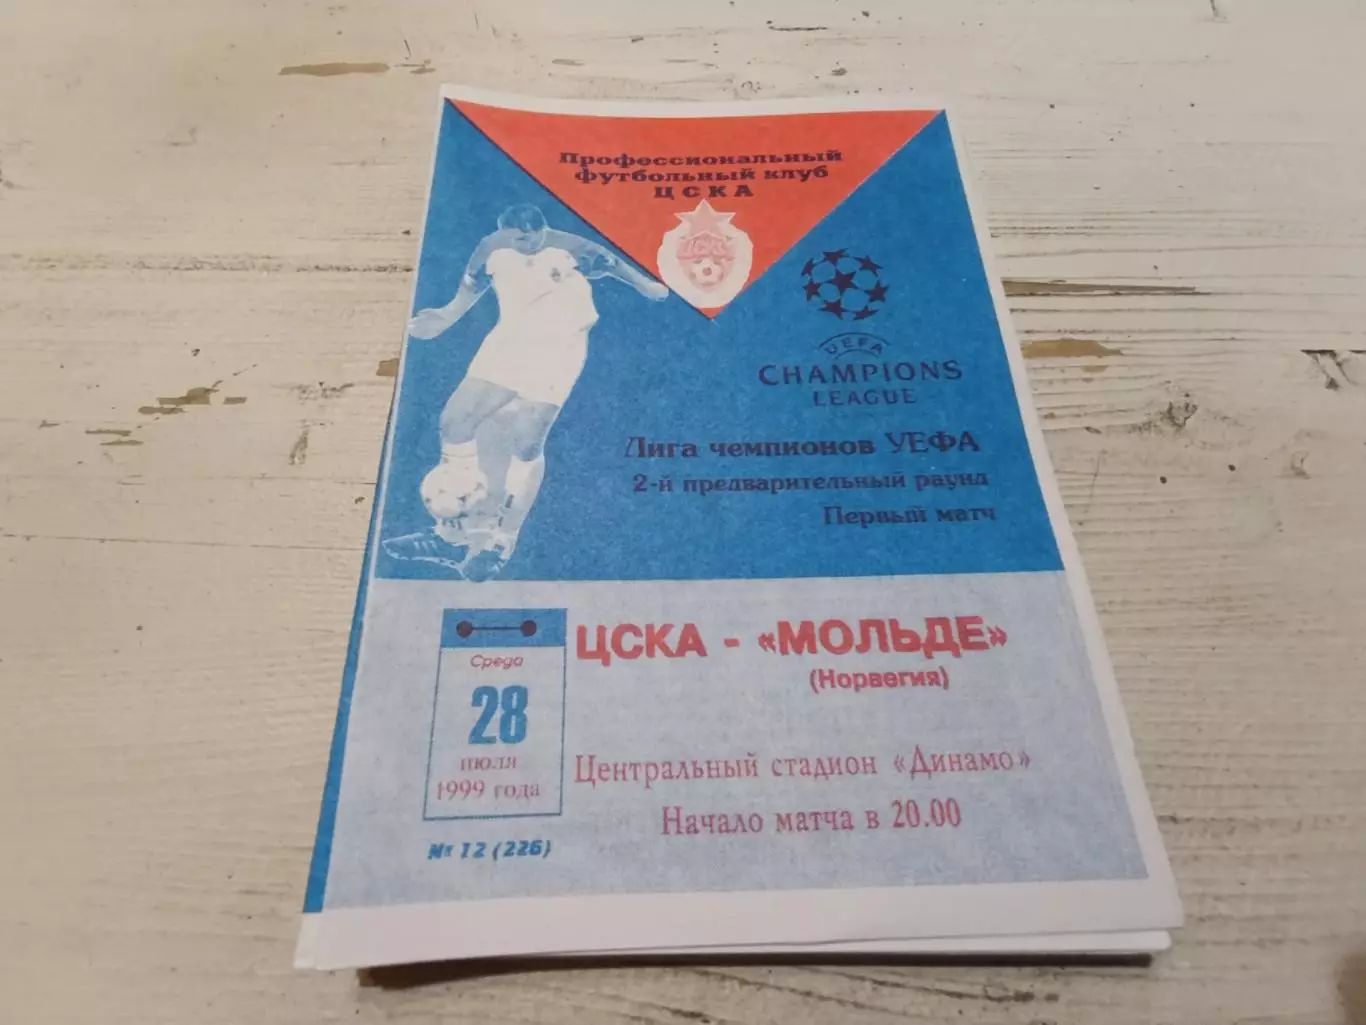 Профессиональный
футбольный клуб
ЦСКА
ЦСКА
UEFA
CHAMPIONS
LEAGUE
Лига чемпионов УЕФА
2-й предварительный раунд
Первый матч
Среда
28
июля
1999 года
№ 12 (226)
ЦСКА - «МОЛЬДЕ»
(Норвегия)
Центральный стадион «Динамо»
Начало матча в 20.00